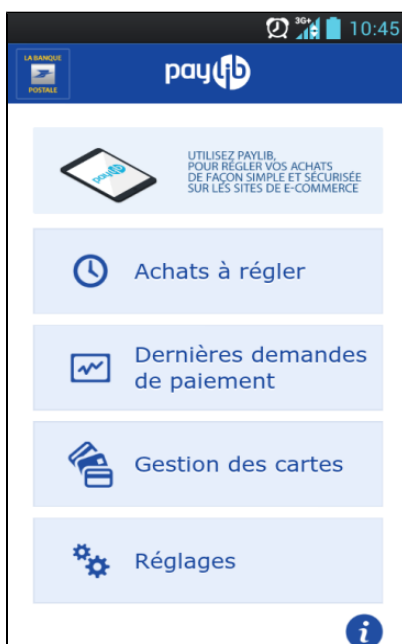 3G+ 10:45
LA BANQUE
POSTALE
paylib
paylib
UTILISEZ PAYLIB,
POUR RÉGLER VOS ACHATS
DE FAÇON SIMPLE ET SÉCURISÉE
SUR LES SITES DE E-COMMERCE
Achats à régler
Dernières demandes
de paiement
Gestion des cartes
Réglages
i